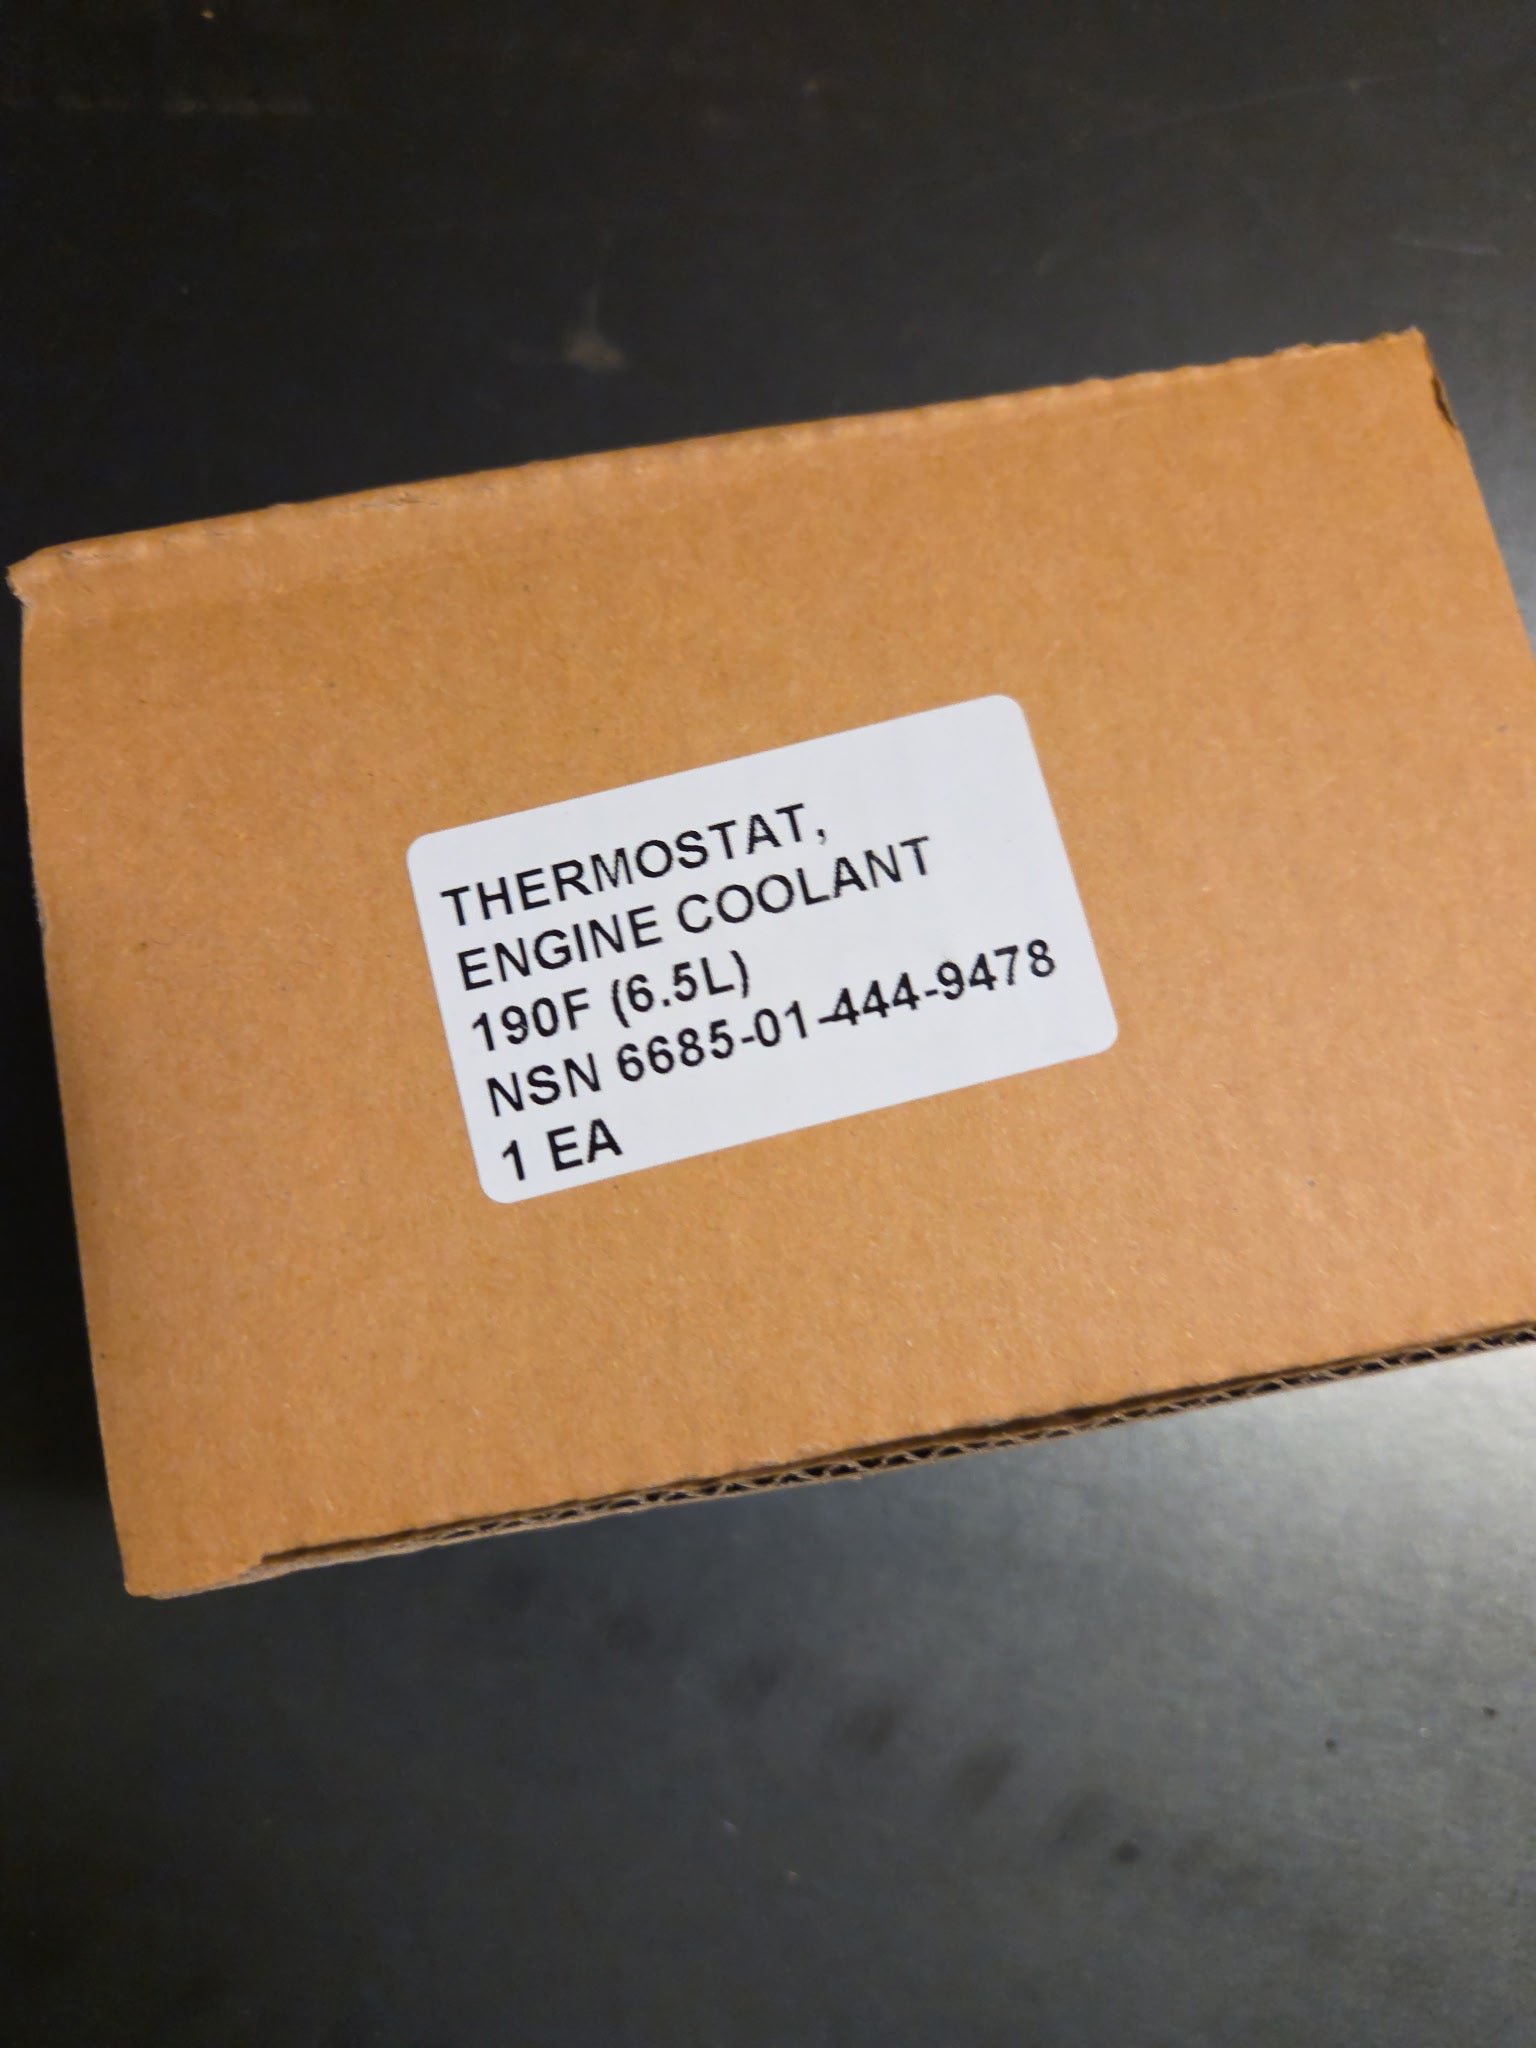 THERMOSTAT,
ENGINE COOLANT
190F (6.5L)
NSN 6685-01-444-9478
1 EA